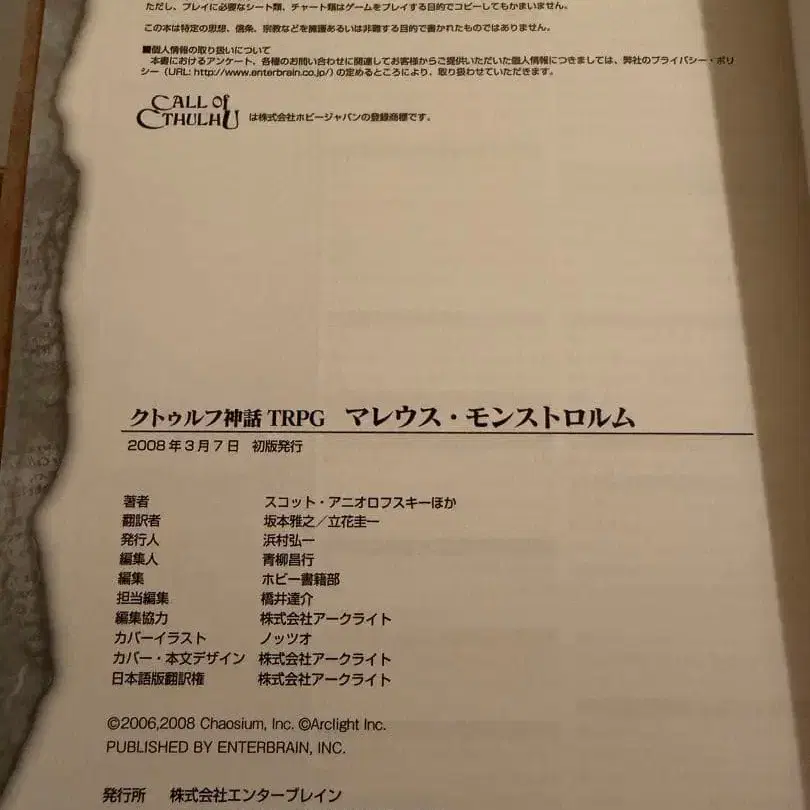 ただし、プレイに必要なシート類、チャート類はゲームをプレイする目的でコピーしてもかまいません。
この本は特定の思想、信条、宗教などを擁護あるいは非難する目的で書かれたものではありません。
■個人情報の取り扱いについて
本書におけるアンケート、各種のお問い合わせに関連してお客様からご提供いただいた個人情報につきましては、弊社のプライバシー・ポリ
シー（URL: http://www.enterbrain.co.jp/）の定めるところにより、取り扱わせていただきます。
CALL of
CTHULHU は株式会社ホビージャパンの登録商標です。
クトゥルフ神話 TRPG マレウス・モンストロルム
2008年3月7日 初版発行
著者 スコット・アニオロフスキーほか
翻訳者 坂本雅之／立花圭一
発行人 浜村弘一
編集人 青柳昌行
編集 ホビー書籍部
担当編集 橋井達介
編集協力 株式会社アークライト
カバーイラスト ノッツオ
カバー・本文デザイン 株式会社アークライト
日本語版翻訳権 株式会社アークライト
©2006,2008 Chaosium, Inc. ©Arclight Inc.
PUBLISHED BY ENTERBRAIN, INC.
発行所 株式会社エンターブレイン